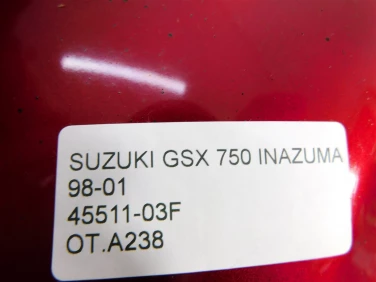 SUZUKI GSX 750 INAZUMA
98-01
45511-03F
OT.A238